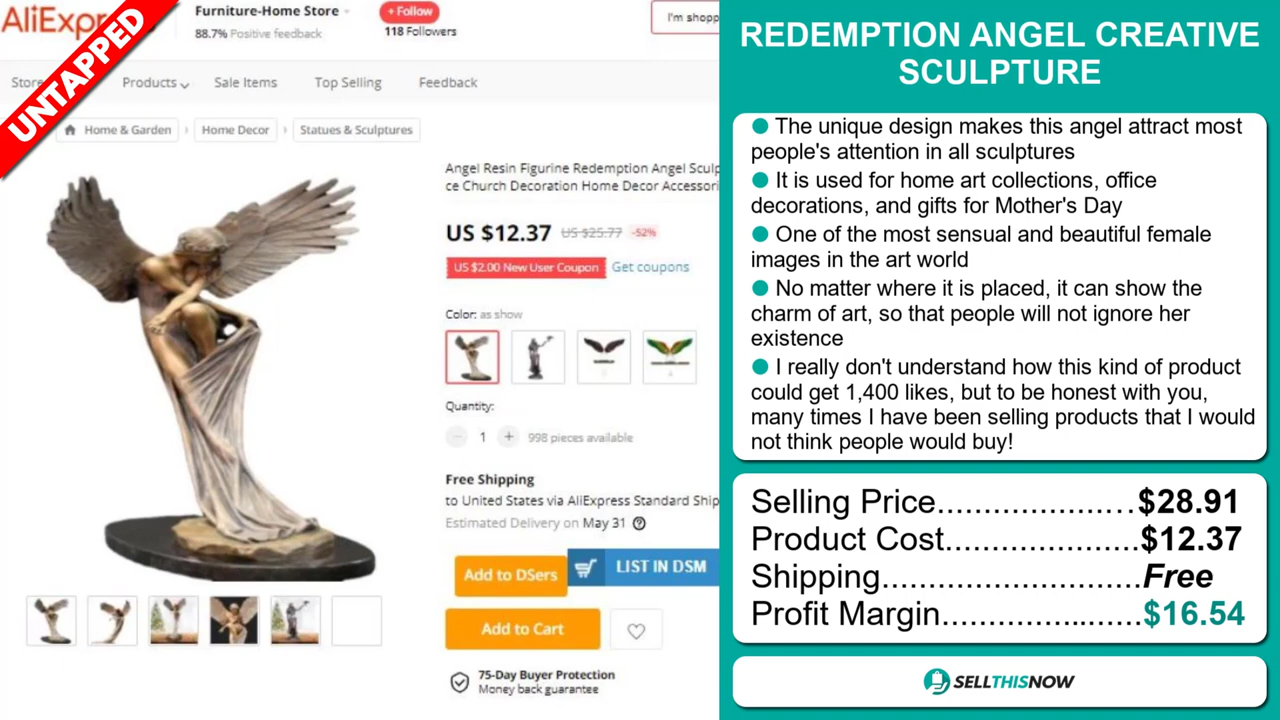 AliExpr
UNTAPPED
Furniture-Home Store
88.7% Positive feedback
+ Follow
118 Followers
I'm shopp
Store
Products
Sale Items
Top Selling
Feedback
Home & Garden
Home Decor
Statues & Sculptures
Angel Resin Figurine Redemption Angel Sculp
ce Church Decoration Home Decor Accessori
US $12.37 US $25.77 -52%
US $2.00 New User Coupon Get coupons
Color: as show
Quantity:
1 998 pieces available
Free Shipping
to United States via AliExpress Standard Ship
Estimated Delivery on May 31
Add to DSers
LIST IN DSM
Add to Cart
75-Day Buyer Protection
Money back guarantee
REDEMPTION ANGEL CREATIVE
SCULPTURE
● The unique design makes this angel attract most
people's attention in all sculptures
● It is used for home art collections, office
decorations, and gifts for Mother's Day
● One of the most sensual and beautiful female
images in the art world
● No matter where it is placed, it can show the
charm of art, so that people will not ignore her
existence
● I really don't understand how this kind of product
could get 1,400 likes, but to be honest with you,
many times I have been selling products that I would
not think people would buy!
Selling Price.......................$28.91
Product Cost......................$12.37
Shipping.............................Free
Profit Margin......................$16.54
SELLTHISNOW